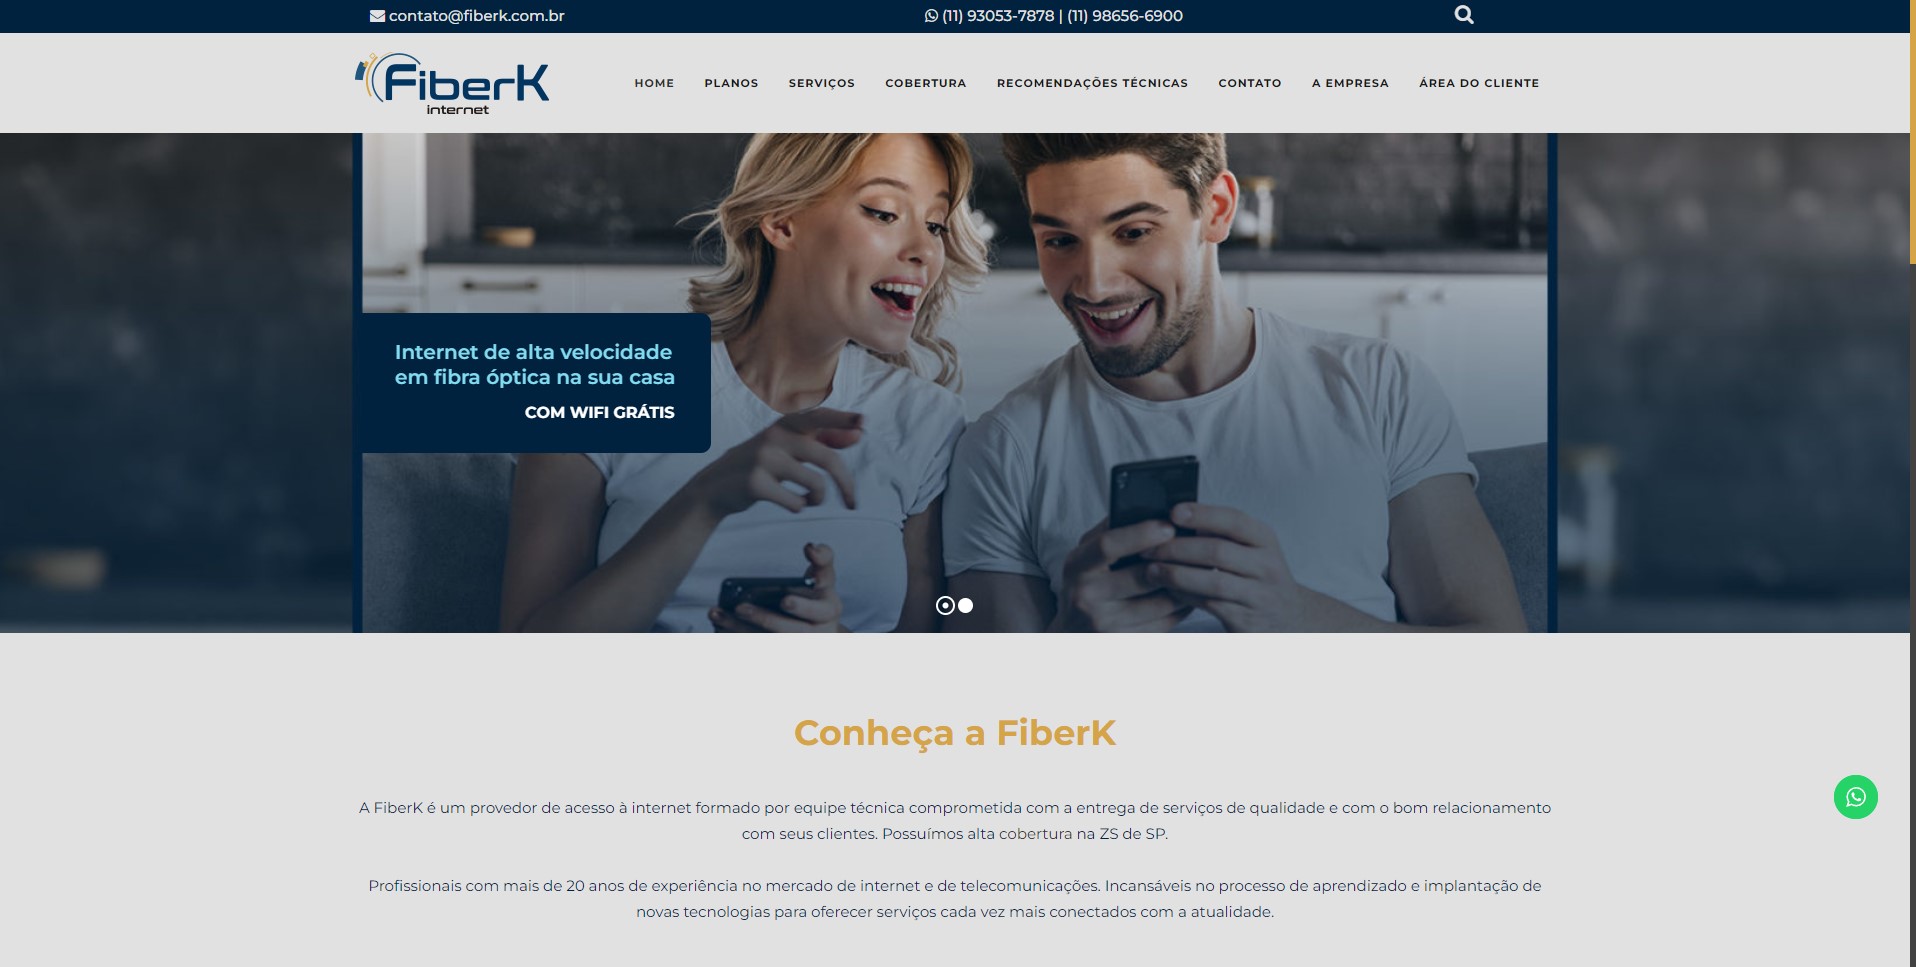 contato@fiberk.com.br
(11) 93053-7878 | (11) 98656-6900
FiberK
internet
HOME
PLANOS
SERVIÇOS
COBERTURA
RECOMENDAÇÕES TÉCNICAS
CONTATO
A EMPRESA
ÁREA DO CLIENTE
Internet de alta velocidade
em fibra óptica na sua casa
COM WIFI GRÁTIS
Conheça a FiberK
A FiberK é um provedor de acesso à internet formado por equipe técnica comprometida com a entrega de serviços de qualidade e com o bom relacionamento
com seus clientes. Possuímos alta cobertura na ZS de SP.
Profissionais com mais de 20 anos de experiência no mercado de internet e de telecomunicações. Incansáveis no processo de aprendizado e implantação de
novas tecnologias para oferecer serviços cada vez mais conectados com a atualidade.